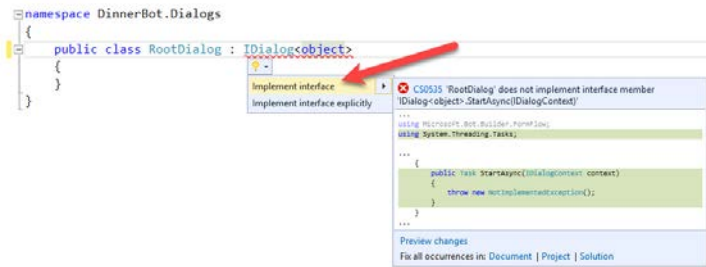 namespace DinnerBot.Dialogs
{
public class RootDialog : IDialog<object>
{
}
}
Implement interface
Implement interface explicitly
CS0535 'RootDialog' does not implement interface member
'IDialog<object>.StartAsync(IDialogContext)'
...
using Microsoft.Bot.Builder.FormFlow;
using System.Threading.Tasks;
...
{
public Task StartAsync(IDialogContext context)
{
throw new NotImplementedException();
}
}
...
Preview changes
Fix all occurrences in: Document | Project | Solution